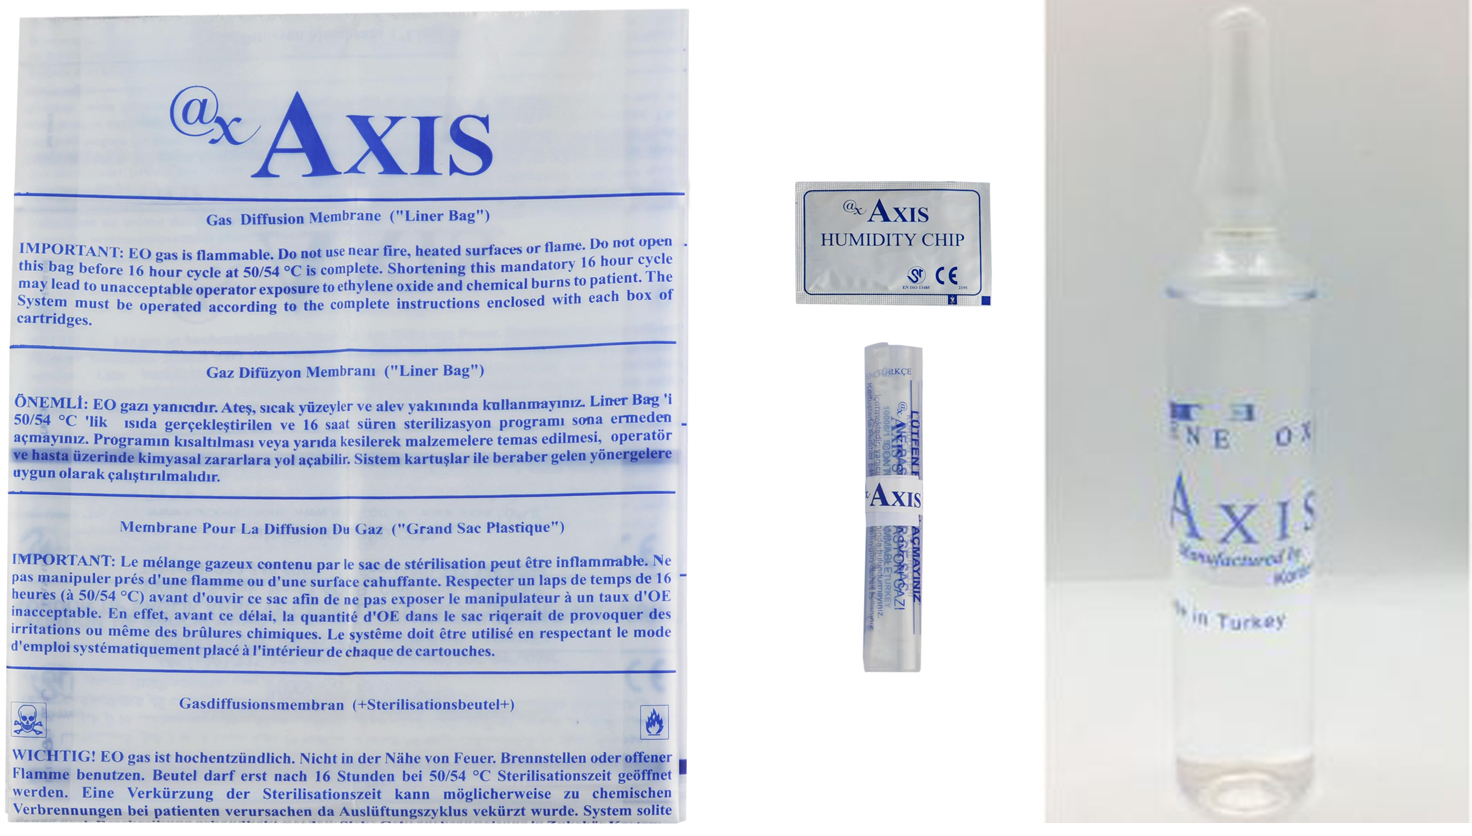 @x AXIS
Gas Diffusion Membrane ("Liner Bag")
IMPORTANT: EO gas is flammable. Do not use near fire, heated surfaces or flame. Do not open
this bag before 16 hour cycle at 50/54 °C is complete. Shortening this mandatory 16 hour cycle
may lead to unacceptable operator exposure to ethylene oxide and chemical burns to patient. The
System must be operated according to the complete instructions enclosed with each box of
cartridges.
Gaz Difüzyon Membranı ("Liner Bag")
ÖNEMLİ: EO gazı yanıcıdır. Ateş, sıcak yüzeyler ve alev yakınında kullanmayınız. Liner Bag 'i
50/54 °C 'lik ısıda gerçekleştirilen ve 16 saat süren sterilizasyon programı sona ermeden
açmayınız. Programın kısaltılması veya yarıda kesilerek malzemelere temas edilmesi, operatör
ve hasta üzerinde kimyasal zararlara yol açabilir. Sistem kartuşlar ile beraber gelen yönergelere
uygun olarak çalıştırılmalıdır.
Membrane Pour La Diffusion Du Gaz ("Grand Sac Plastique")
IMPORTANT: Le mélange gazeux contenu par le sac de stérilisation peut être inflammable. Ne
pas manipuler prés d'une flamme ou d'une surface cahuffante. Respecter un laps de temps de 16
heures (à 50/54 °C) avant d'ouvir ce sac afin de ne pas exposer le manipulateur à un taux d'OE
inacceptable. En effet, avant ce délai, la quantité d'OE dans le sac riqerait de provoquer des
irritations ou même des brûlures chimiques. Le système doit être utilisé en respectant le mode
d'emploi systématiquement placé à l'intérieur de chaque de cartouches.
Gasdiffusionsmembran (+Sterilisationsbeutel+)
WICHTIG! EO gas ist hochentzündlich. Nicht in der Nähe von Feuer. Brennstellen oder offener
Flamme benutzen. Beutel darf erst nach 16 Stunden bei 50/54 °C Sterilisationszeit geöffnet
werden. Eine Verkürzung der Sterilisationszeit kann möglicherweise zu chemischen
Verbrennungen bei patienten verursachen da Auslüftungszyklus vekürzt wurde. System solite
@x AXIS
HUMIDITY CHIP
CE
EN ISO 13485
TÜRKÇE
LÜTFEN
AÇMAYINIZ
AXIS
NE OX
AXIS
Manufactured by
in Turkey